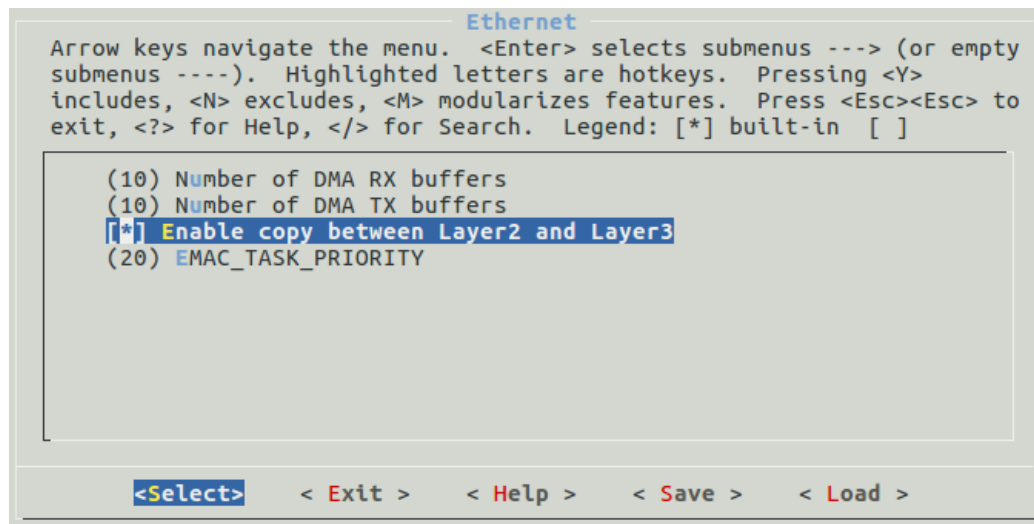 Ethernet
Arrow keys navigate the menu.  <Enter> selects submenus ---> (or empty
submenus ----).  Highlighted letters are hotkeys.  Pressing <Y>
includes, <N> excludes, <M> modularizes features.  Press <Esc><Esc> to
exit, <?> for Help, </> for Search.  Legend: [*] built-in  [ ]
(10) Number of DMA RX buffers
(10) Number of DMA TX buffers
[*] Enable copy between Layer2 and Layer3
(20) EMAC_TASK_PRIORITY
<Select>    < Exit >    < Help >    < Save >    < Load >